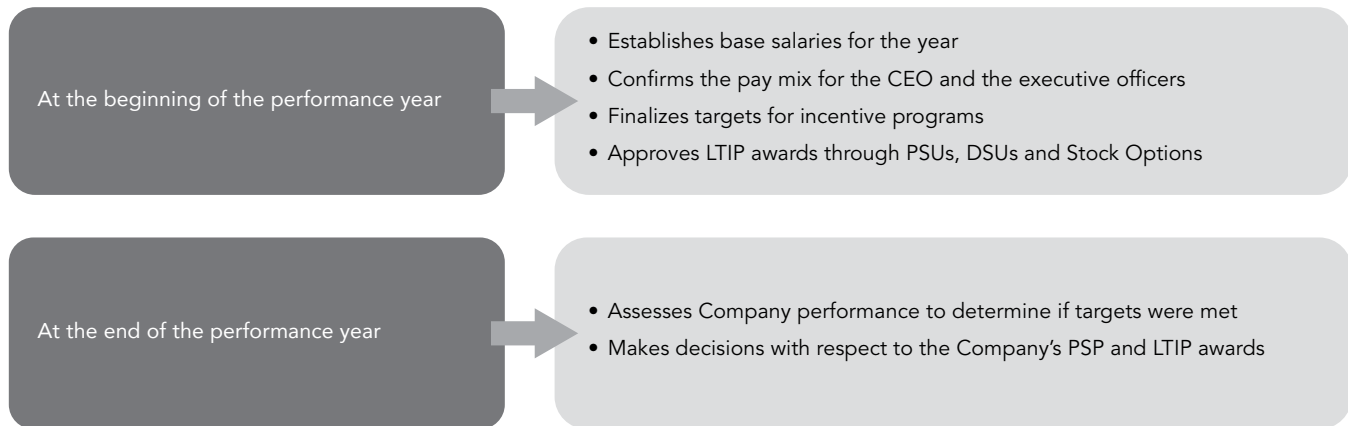 At the beginning of the performance year
• Establishes base salaries for the year
• Confirms the pay mix for the CEO and the executive officers
• Finalizes targets for incentive programs
• Approves LTIP awards through PSUs, DSUs and Stock Options
At the end of the performance year
• Assesses Company performance to determine if targets were met
• Makes decisions with respect to the Company’s PSP and LTIP awards